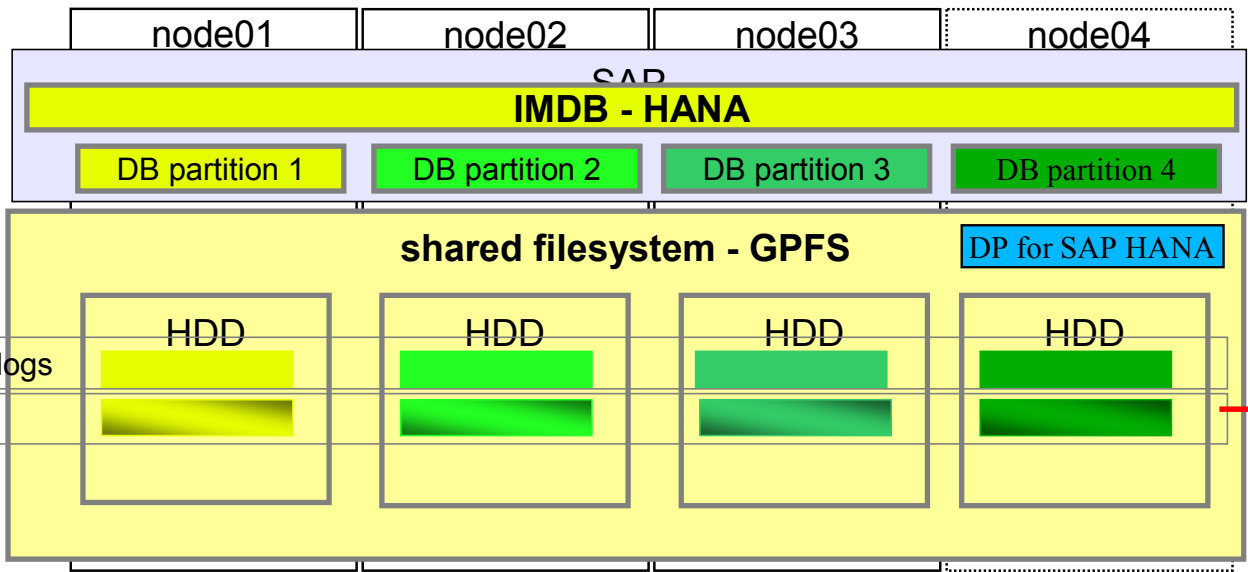 node01 node02 node03 node04
SAP
IMDB - HANA
DB partition 1 DB partition 2 DB partition 3 DB partition 4
shared filesystem - GPFS
DP for SAP HANA
HDD HDD HDD HDD
logs